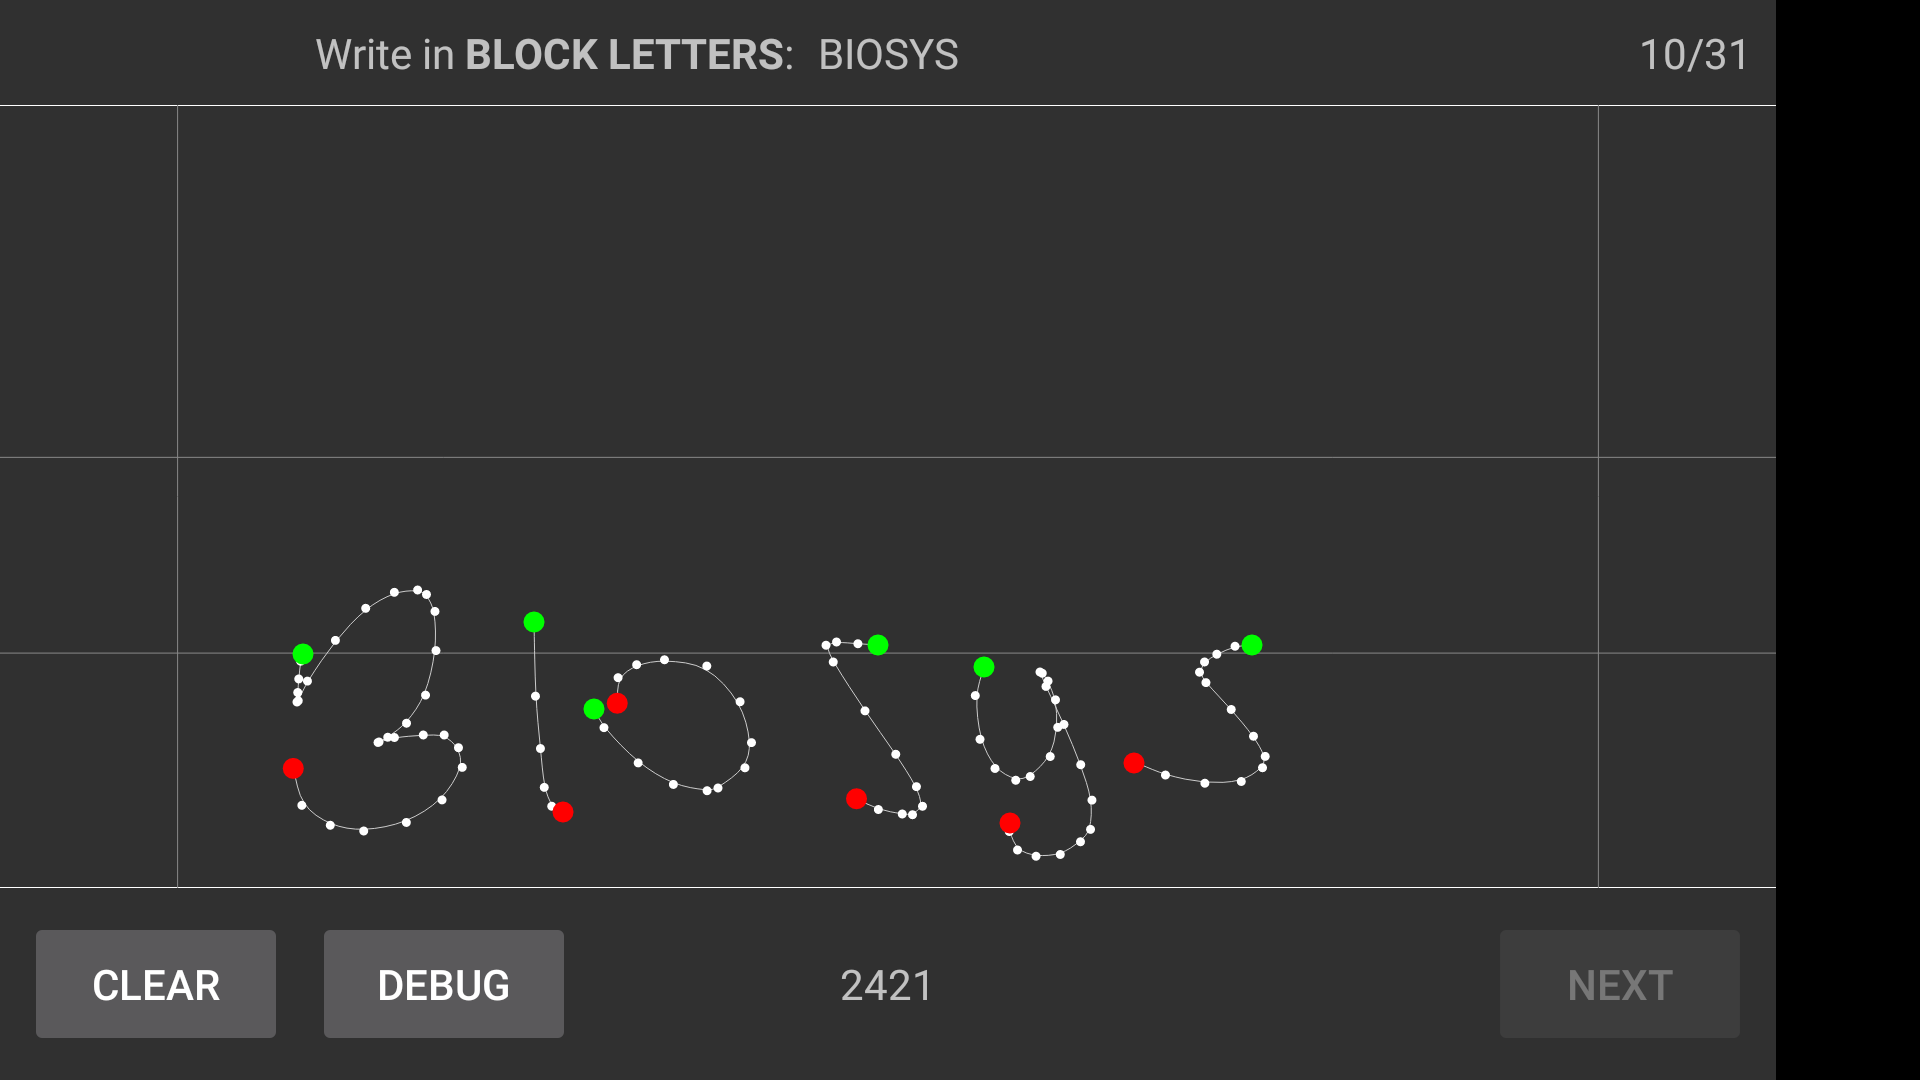 Write in BLOCK LETTERS: BIOSYS 10/31
BIOSYS
CLEAR DEBUG 2421 NEXT